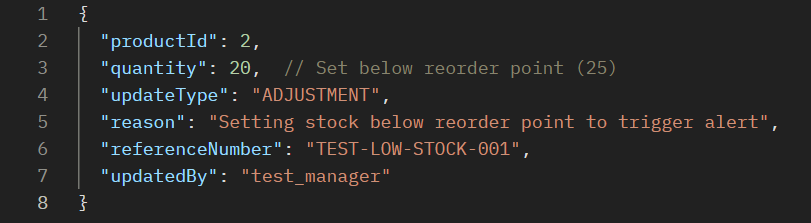 1 {
2 "productId": 2,
3 "quantity": 20,  // Set below reorder point (25)
4 "updateType": "ADJUSTMENT",
5 "reason": "Setting stock below reorder point to trigger alert",
6 "referenceNumber": "TEST-LOW-STOCK-001",
7 "updatedBy": "test_manager"
8 }